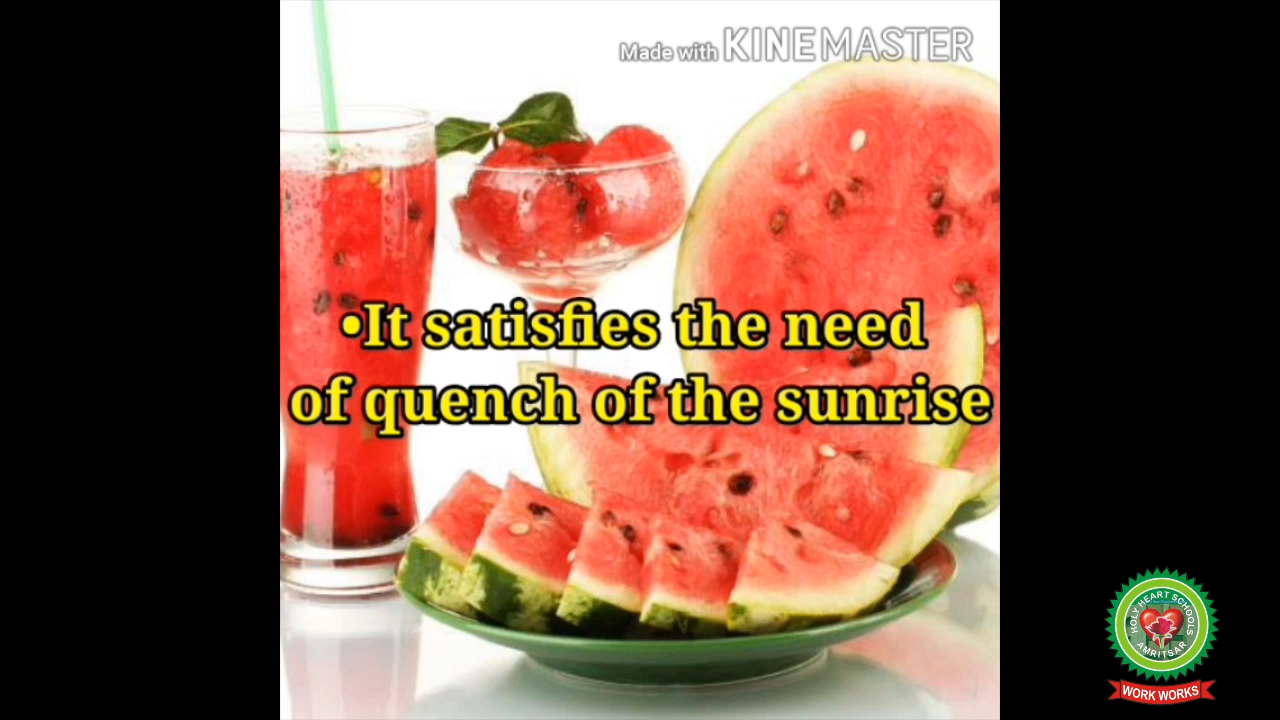 Made with KINEMASTER
•It satisfies the need
of quench of the sunrise
HOLY HEART SCHOOLS
AMRITSAR
WORK WORKS